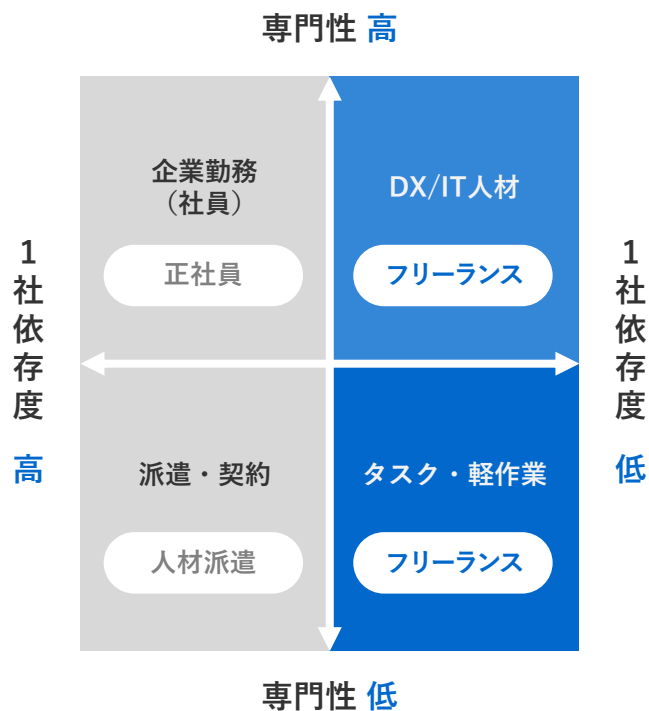 専門性 高
企業勤務
（社員）
正社員
DX/IT人材
フリーランス
1社依存度 高
1社依存度 低
派遣・契約
人材派遣
タスク・軽作業
フリーランス
専門性 低